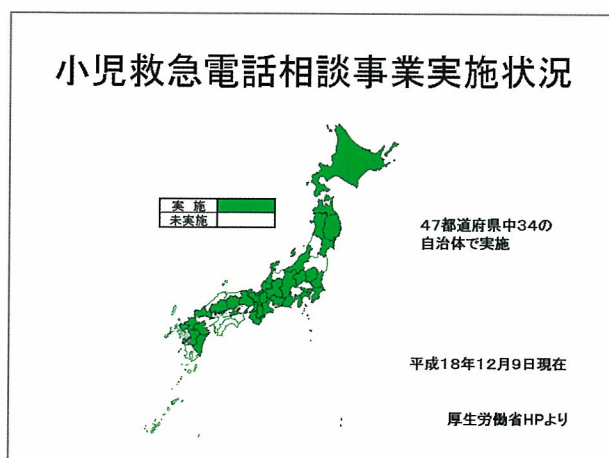 小児救急電話相談事業実施状況
実 施
未実施
47都道府県中34の
自治体で実施
平成18年12月9日現在
厚生労働省HPより